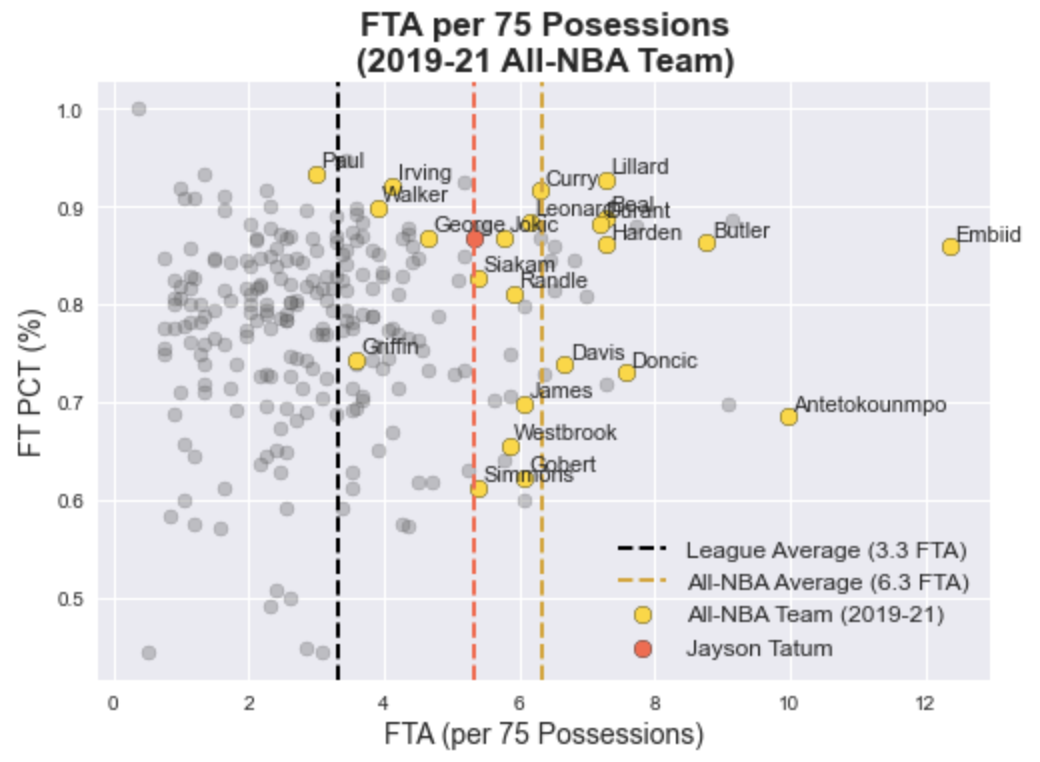 FTA per 75 Posessions
(2019-21 All-NBA Team)
FT PCT (%)
1.0
0.9
0.8
0.7
0.6
0.5
Paul
Irving
Walker
Curry
Lillard
Leonard
Beal
Durant
George
Jokic
Harden
Butler
Embiid
Siakam
Randle
Griffin
Davis
Doncic
James
Antetokounmpo
Westbrook
Gobert
Simmons
League Average (3.3 FTA)
All-NBA Average (6.3 FTA)
All-NBA Team (2019-21)
Jayson Tatum
0 2 4 6 8 10 12
FTA (per 75 Possessions)